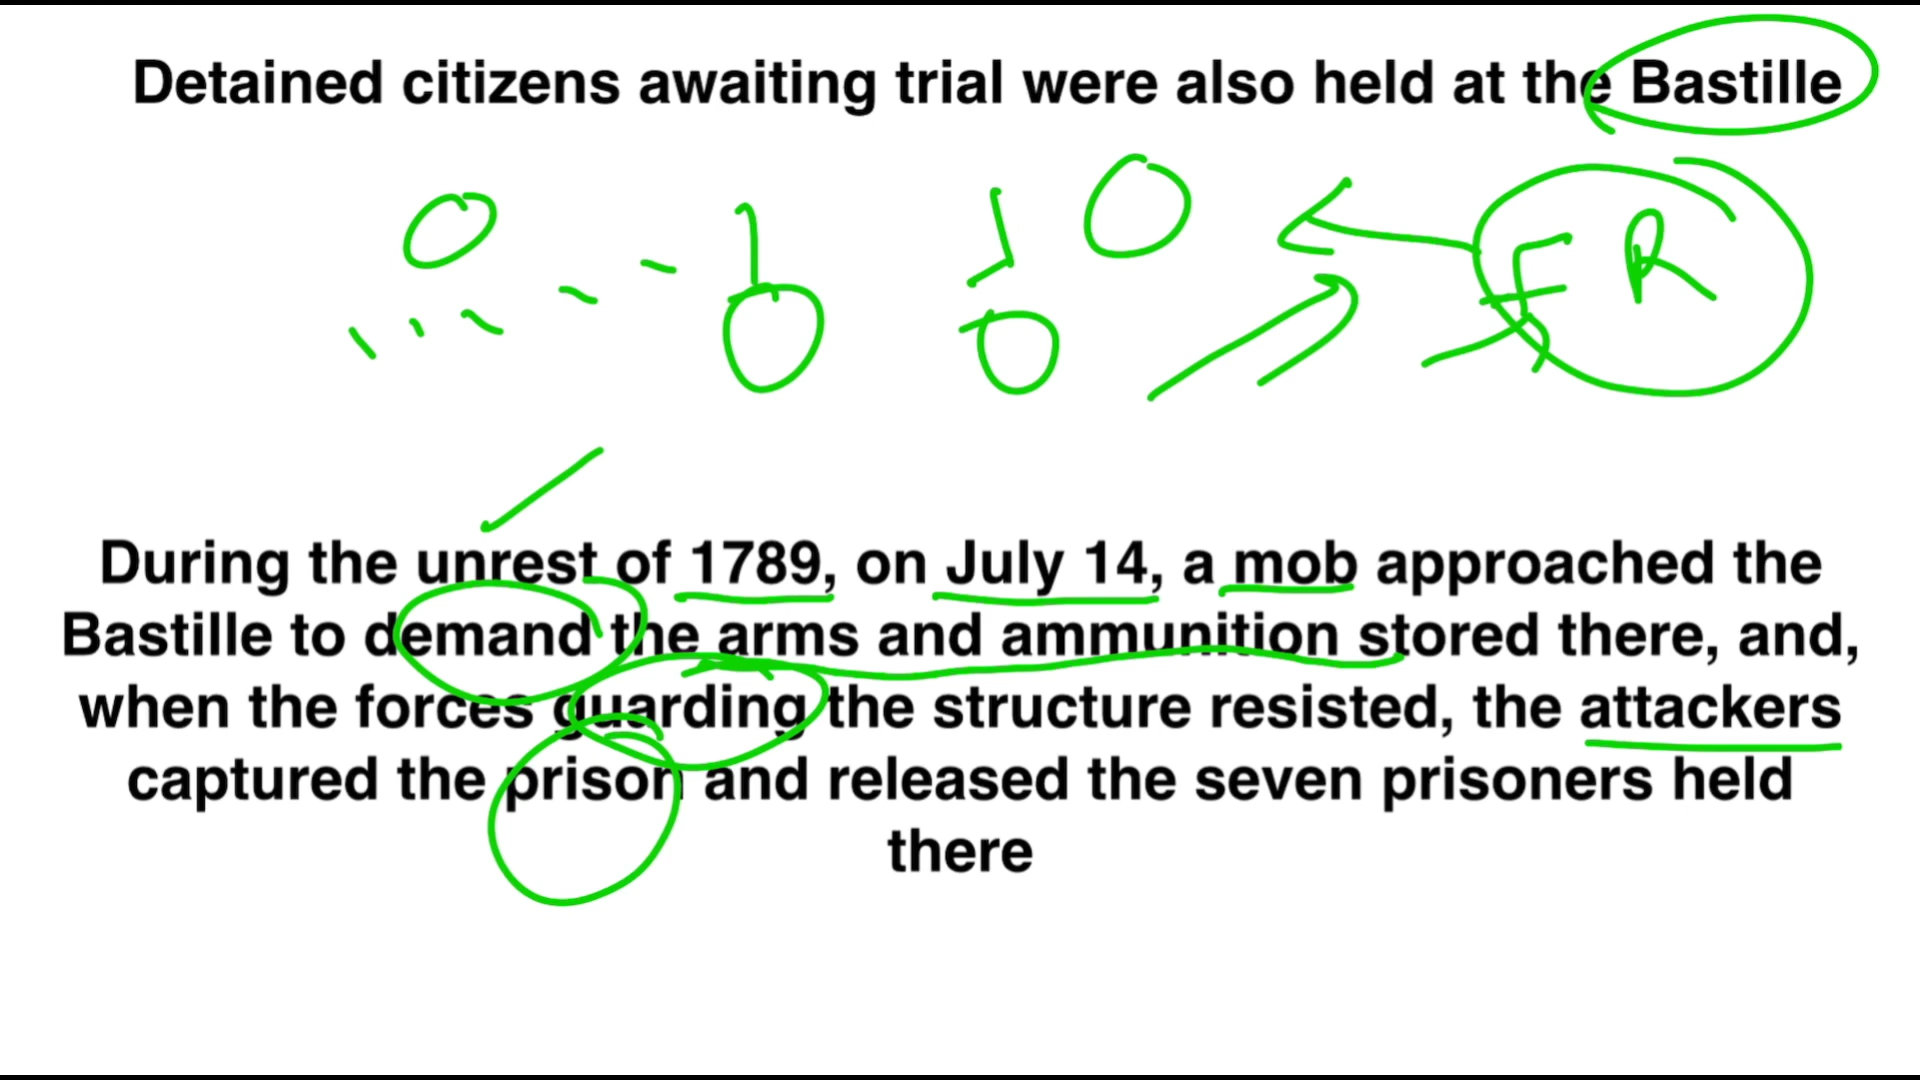 Detained citizens awaiting trial were also held at the Bastille
FR
During the unrest of 1789, on July 14, a mob approached the
Bastille to demand the arms and ammunition stored there, and,
when the forces guarding the structure resisted, the attackers
captured the prison and released the seven prisoners held
there